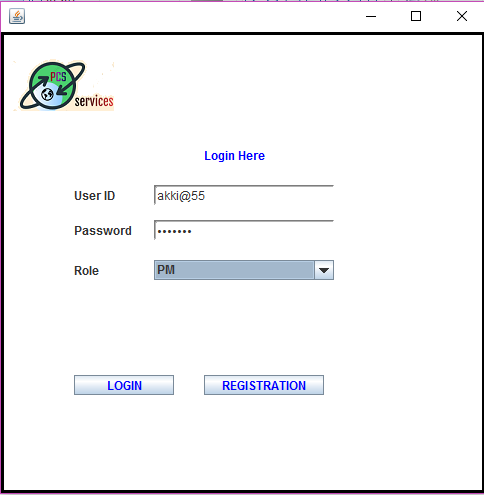 PCS
services
Login Here
User ID akki@55
Password •••••••
Role PM
LOGIN REGISTRATION